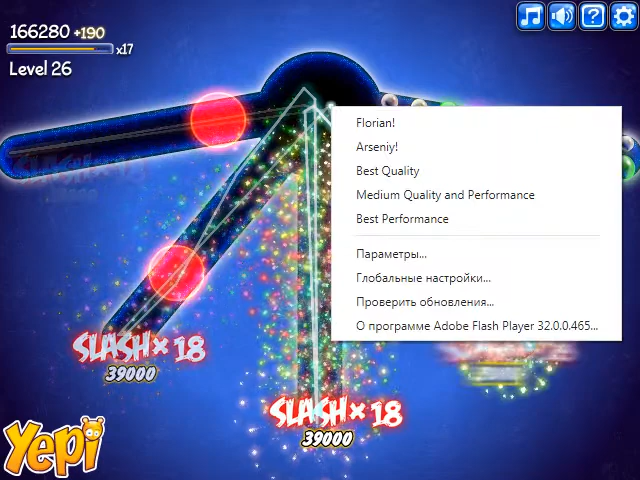 166280 +190
x17
Level 26
Florian!
Arseniy!
Best Quality
Medium Quality and Performance
Best Performance
Параметры...
Глобальные настройки...
Проверить обновления...
О программе Adobe Flash Player 32.0.0.465...
SLASH× 18
39000
SLASH× 18
39000
Yepi